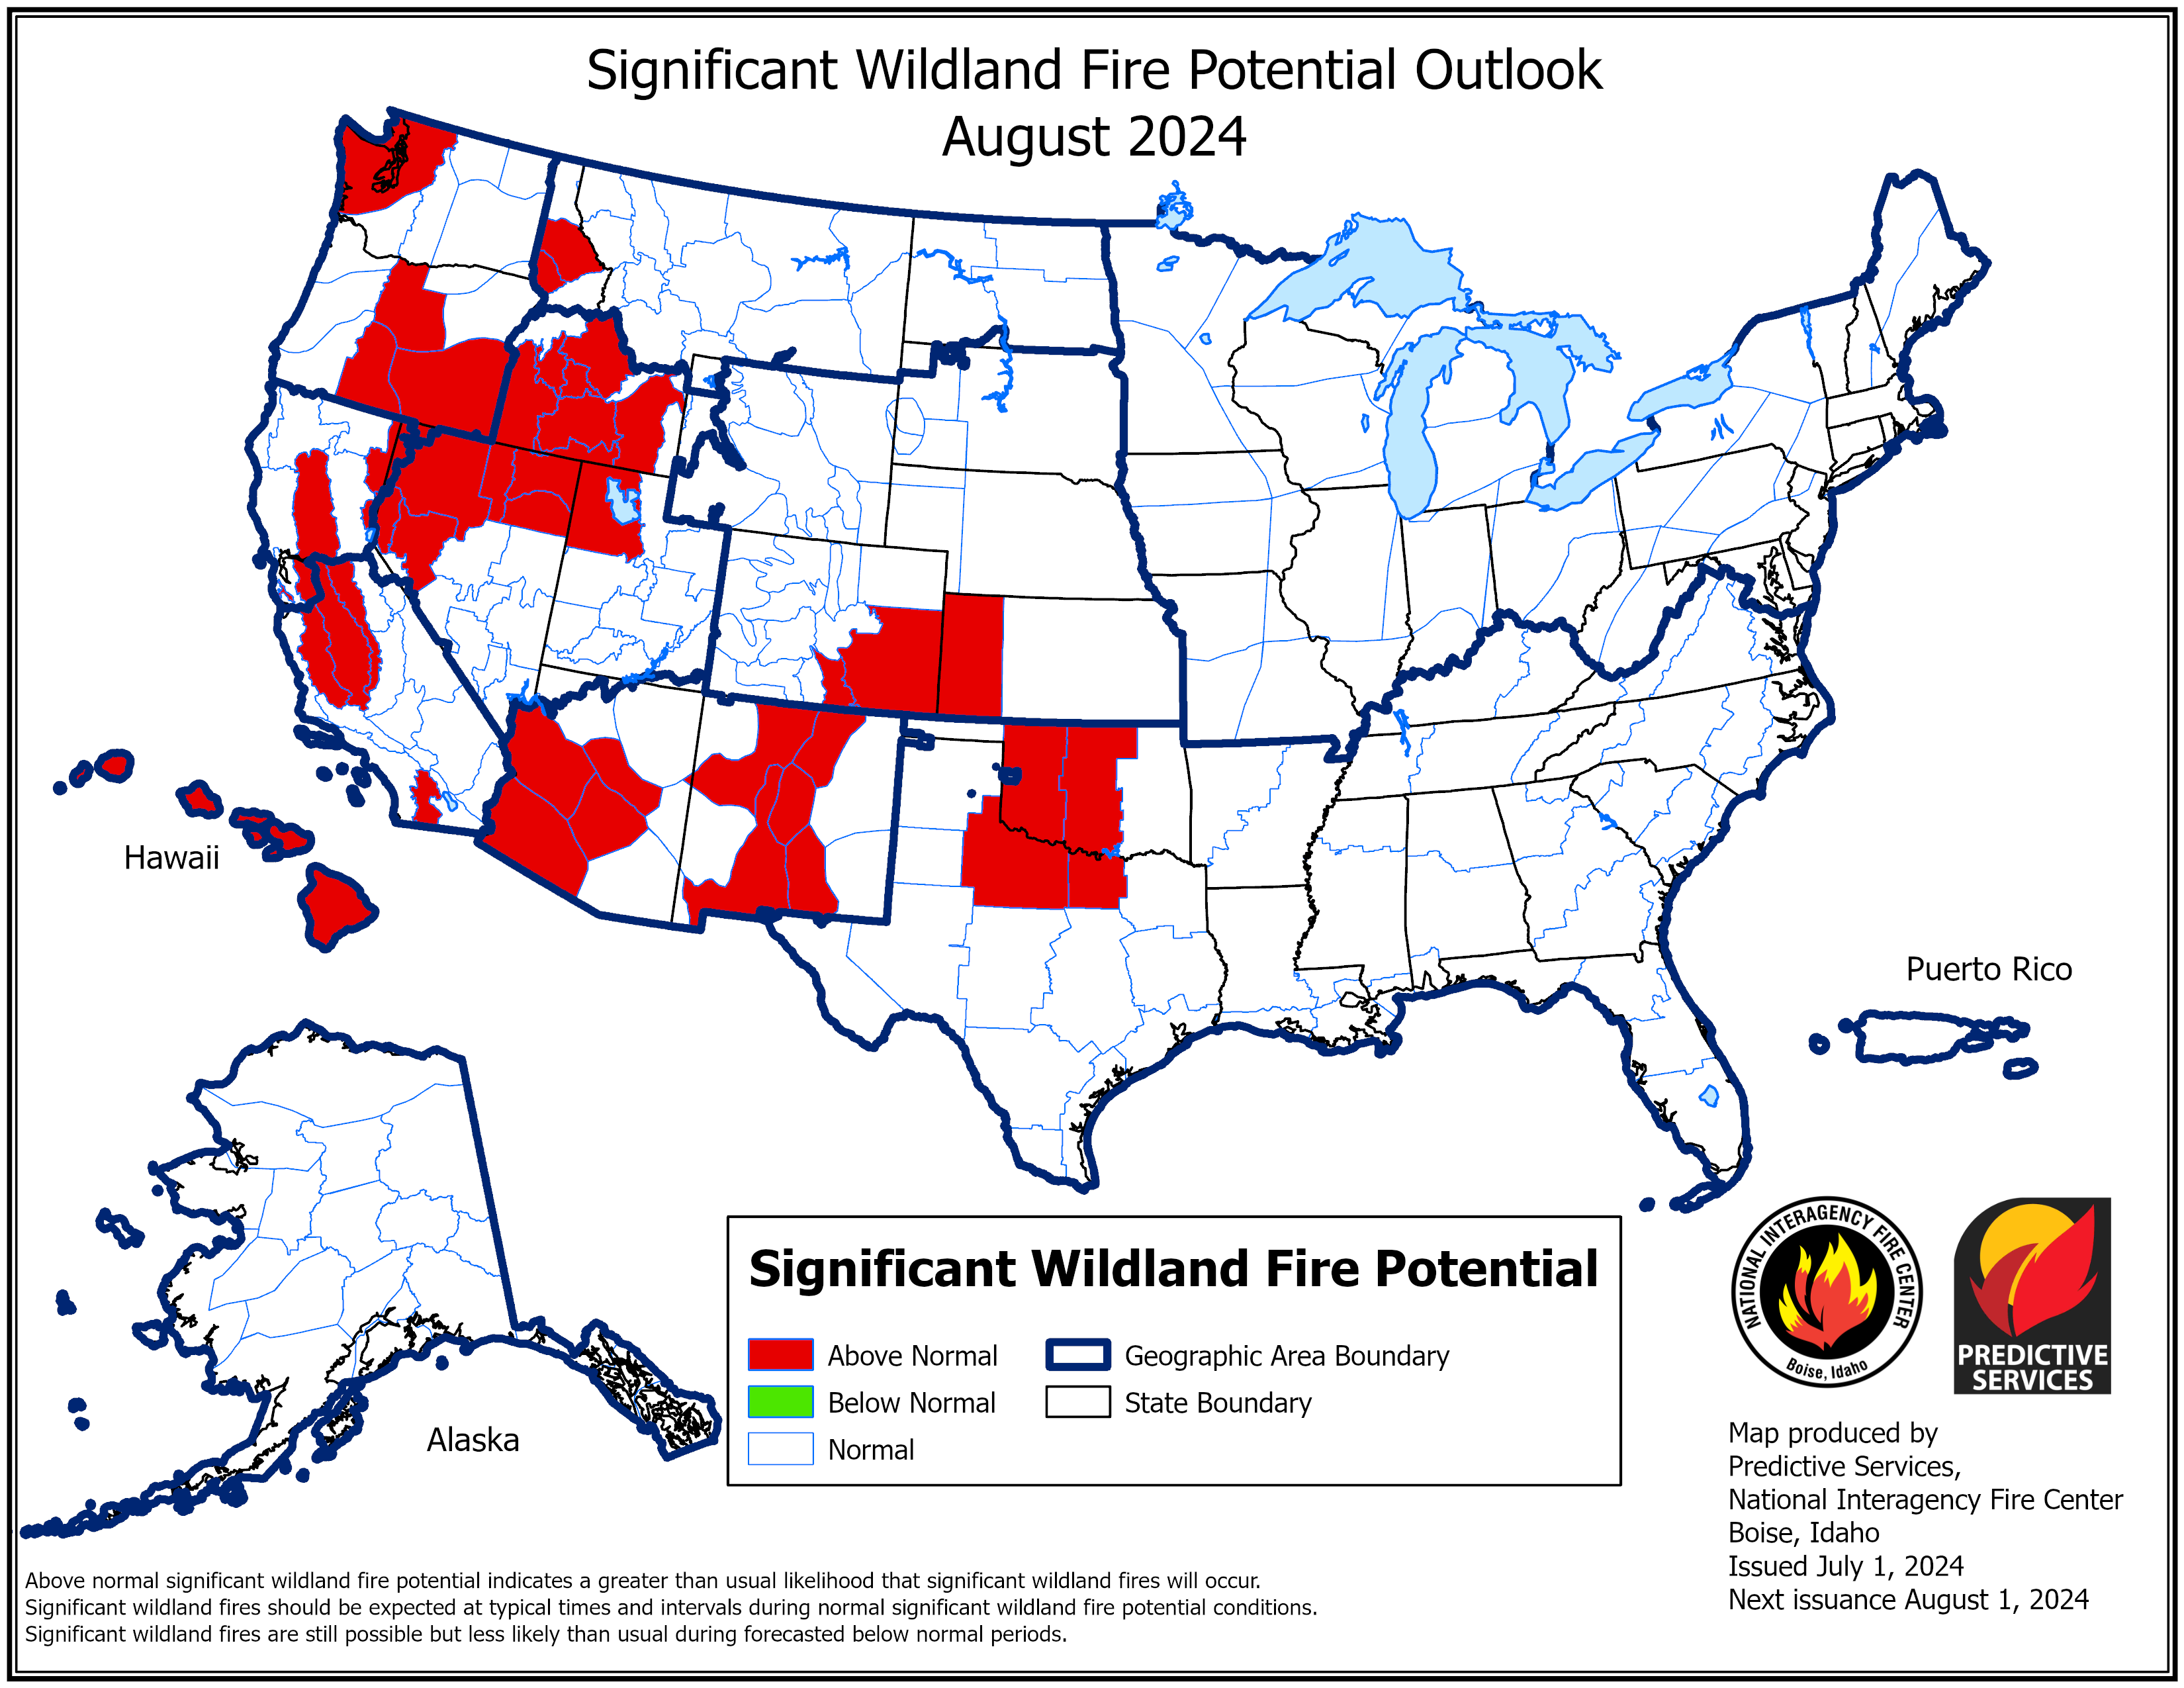 Significant Wildland Fire Potential Outlook
August 2024
Hawaii
Puerto Rico
Alaska
Significant Wildland Fire Potential
Above Normal
Below Normal
Normal
Geographic Area Boundary
State Boundary
NATIONAL INTERAGENCY FIRE CENTER
Boise, Idaho
PREDICTIVE
SERVICES
Map produced by
Predictive Services,
National Interagency Fire Center
Boise, Idaho
Issued July 1, 2024
Next issuance August 1, 2024
Above normal significant wildland fire potential indicates a greater than usual likelihood that significant wildland fires will occur.
Significant wildland fires should be expected at typical times and intervals during normal significant wildland fire potential conditions.
Significant wildland fires are still possible but less likely than usual during forecasted below normal periods.